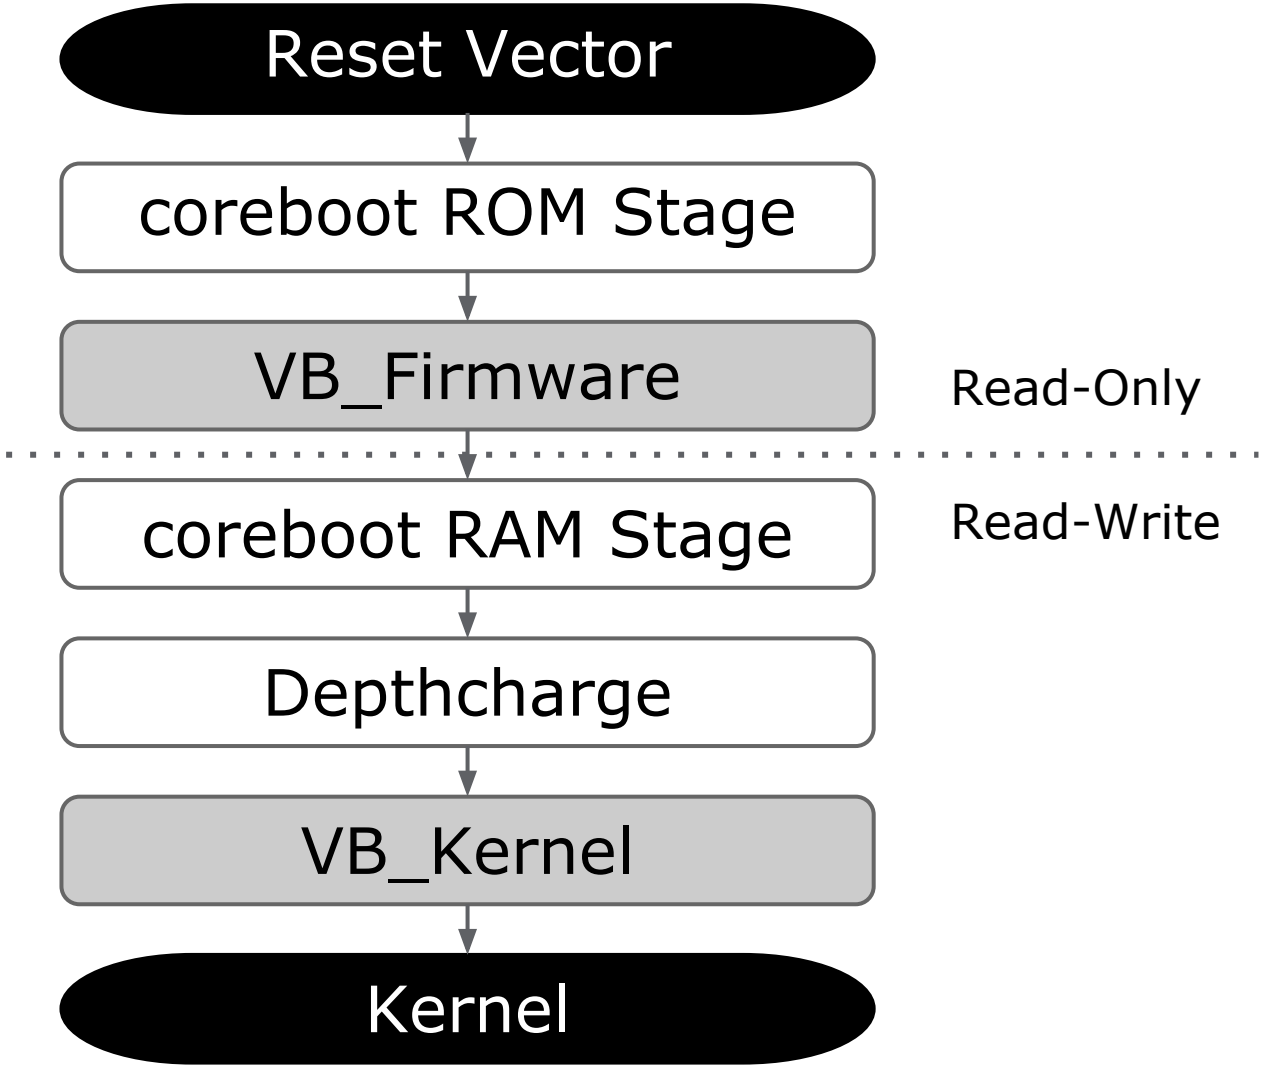 Reset Vector
coreboot ROM Stage
VB_Firmware
Read-Only
coreboot RAM Stage
Read-Write
Depthcharge
VB_Kernel
Kernel